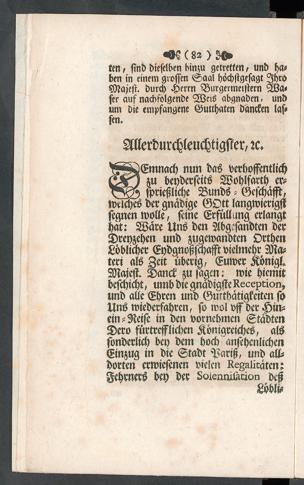 ( 82 )
ten, sind dieselben hinzu getretten, und ha-
ben in einem grossen Saal höchstgesagt Ihro
Majest. durch Herrn Burgermeistern Wa-
ser auf nachfolgende Weis abgnaden, und
um die empfangene Gutthaten dancken las-
sen.
Allerdurchleuchtigster, ꝛc.
DEmnach nun das verhoffentlich
zu beyderseits Wohlfarth er-
sprießliche Bunds-Geschäfft,
welches der gnädige GOtt langwierigst
segnen wolle, seine Erfüllung erlangt
hat: Wäre Uns den Abgesandten der
Dreyzehen und zugewandten Orthen
Löblicher Eydgnoßschafft vielmehr Ma-
teri als Zeit überig, Euwer Königl.
Majest. Danck zu sagen: wie hiemit
beschicht, umb die gnädigste Reception,
und alle Ehren und Gutthätigkeiten so
Uns wiederfahren, so wol vff der Hin-
ein-Reise in den vornehmen Städten
Dero fürtrefflichen Königreiches, als
sonderlich bey dem hoch ansehenlichen
Einzug in die Stadt Pariß, und all-
dorten erwiesenen vielen Regalitäten:
Fehrners bey der Solennisation deß
Löbli-